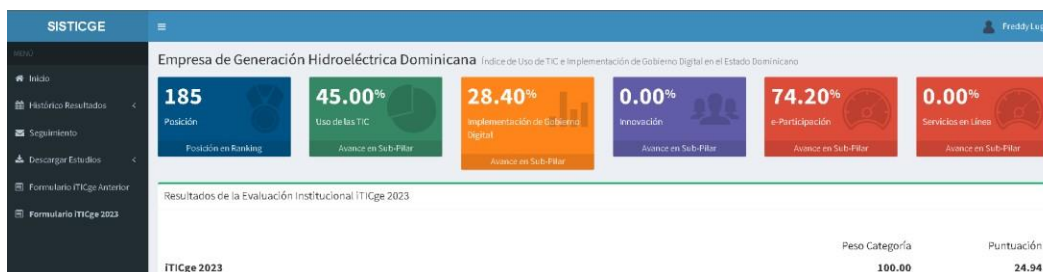 SISTICGE
Freddy Lug
MENÚ
Inicio
Histórico Resultados
Seguimiento
Descargar Estudios
Formulario iTICge Anterior
Formulario iTICge 2023
Empresa de Generación Hidroeléctrica Dominicana Índice de Uso de TIC e Implementación de Gobierno Digital en el Estado Dominicano
185
Posición
Posición en Ranking
45.00%
Uso de las TIC
Avance en Sub-Pilar
28.40%
Implementación de Gobierno
Digital
Avance en Sub-Pilar
0.00%
Innovación
Avance en Sub-Pilar
74.20%
e-Participación
Avance en Sub-Pilar
0.00%
Servicios en Línea
Avance en Sub-Pilar
Resultados de la Evaluación Institucional iTICge 2023
Peso Categoría Puntuación
iTICge 2023 100.00 24.94